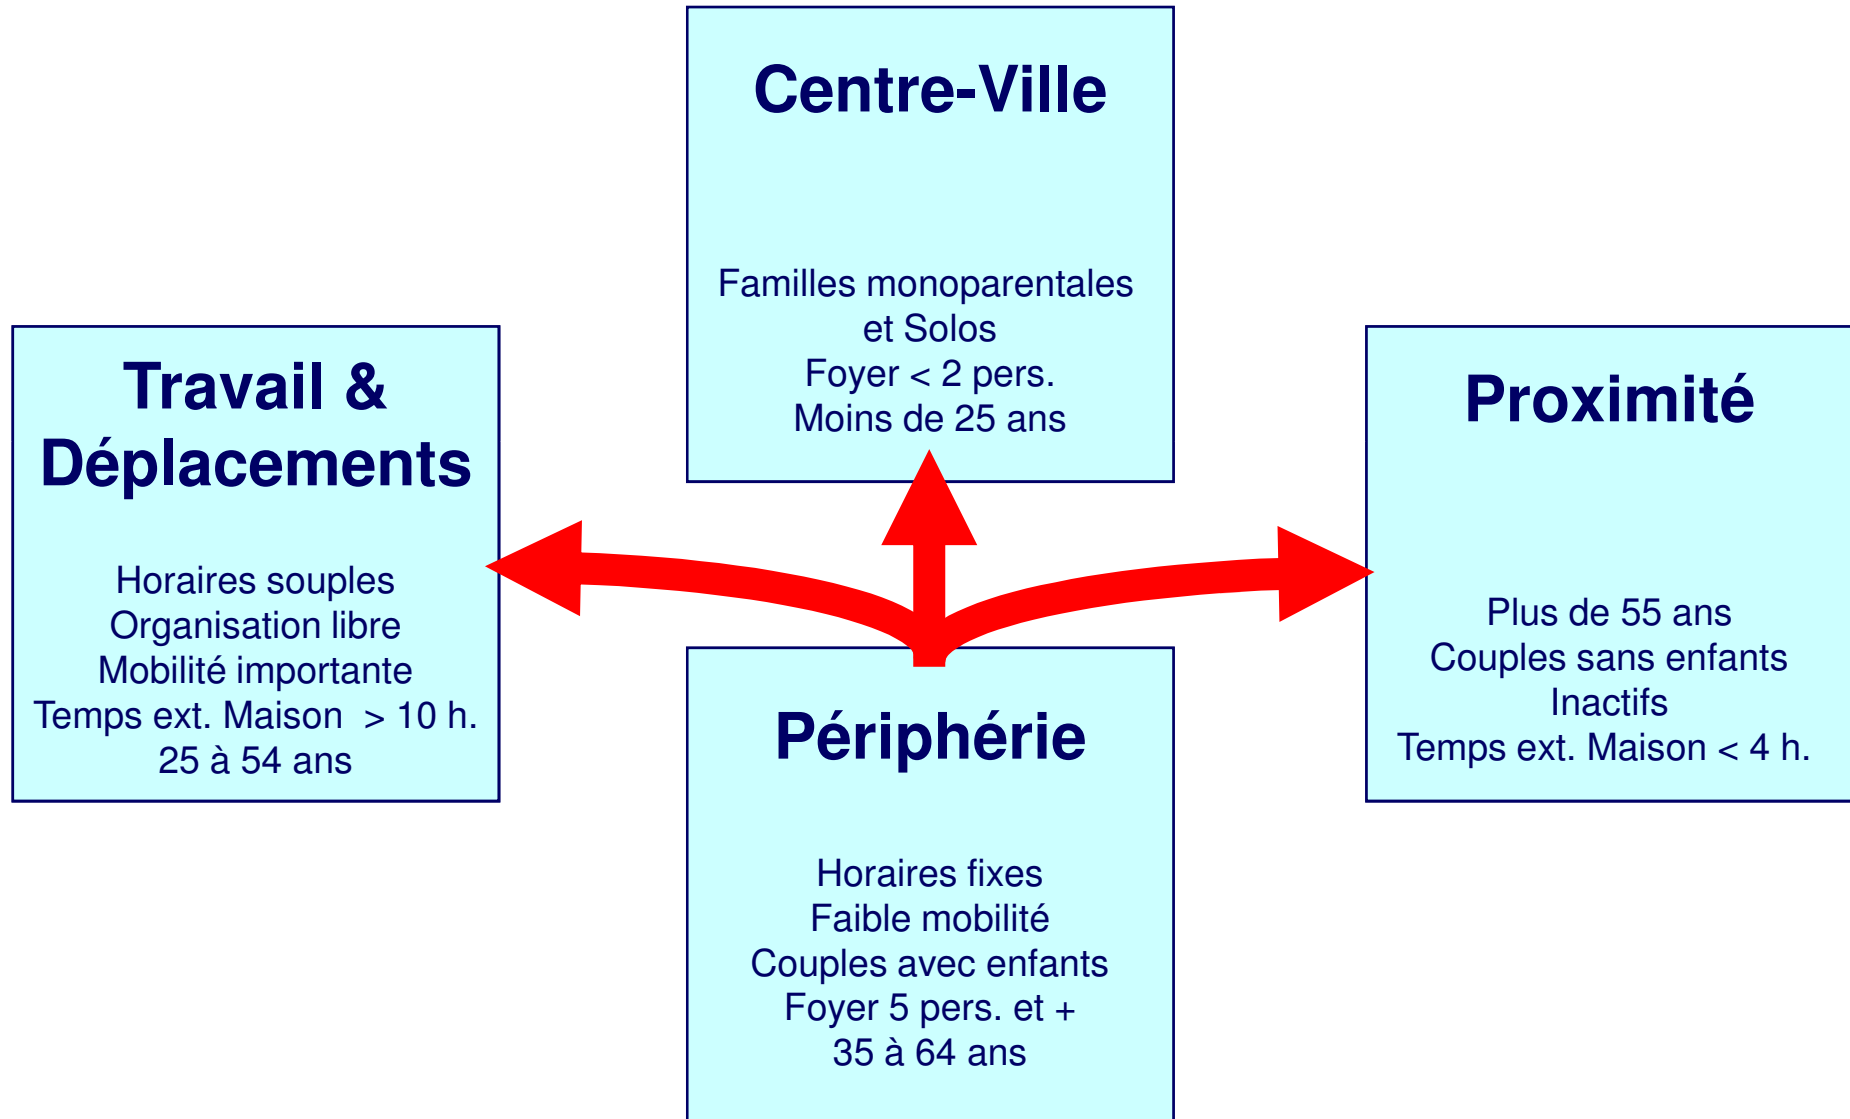 Centre-Ville
Familles monoparentales
et Solos
Foyer < 2 pers.
Moins de 25 ans
Travail &
Déplacements
Horaires souples
Organisation libre
Mobilité importante
Temps ext. Maison  > 10 h.
25 à 54 ans
Proximité
Plus de 55 ans
Couples sans enfants
Inactifs
Temps ext. Maison < 4 h.
Périphérie
Horaires fixes
Faible mobilité
Couples avec enfants
Foyer 5 pers. et +
35 à 64 ans